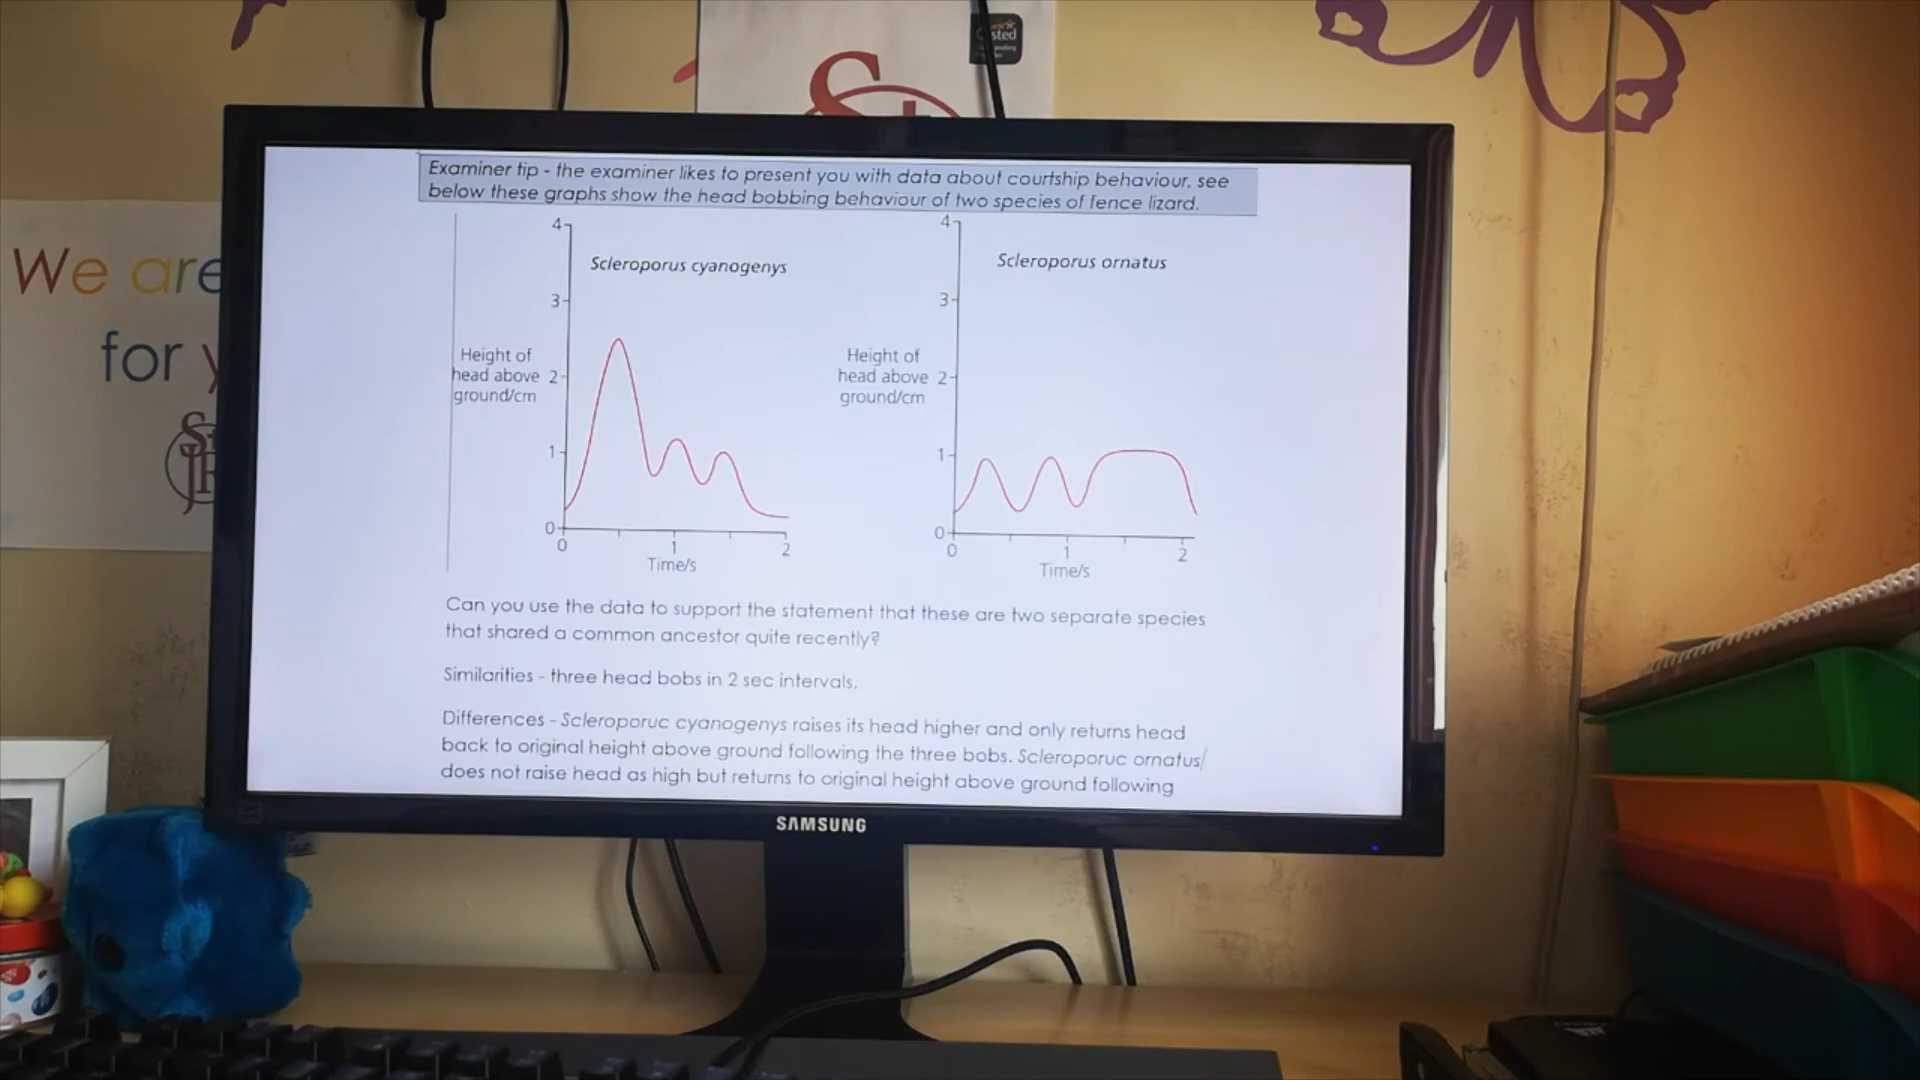 sted
We are
for y
St
JR
Examiner tip - the examiner likes to present you with data about courtship behaviour, see
below these graphs show the head bobbing behaviour of two species of fence lizard.
4
Scleroporus cyanogenys
3
Height of
head above 2
ground/cm
1
0
0 1 2
Time/s
4
Scleroporus ornatus
3
Height of
head above 2
ground/cm
1
0
0 1 2
Time/s
Can you use the data to support the statement that these are two separate species
that shared a common ancestor quite recently?
Similarities - three head bobs in 2 sec intervals.
Differences - Scleroporuc cyanogenys raises its head higher and only returns head
back to original height above ground following the three bobs. Scleroporuc ornatus
does not raise head as high but returns to original height above ground following
SAMSUNG